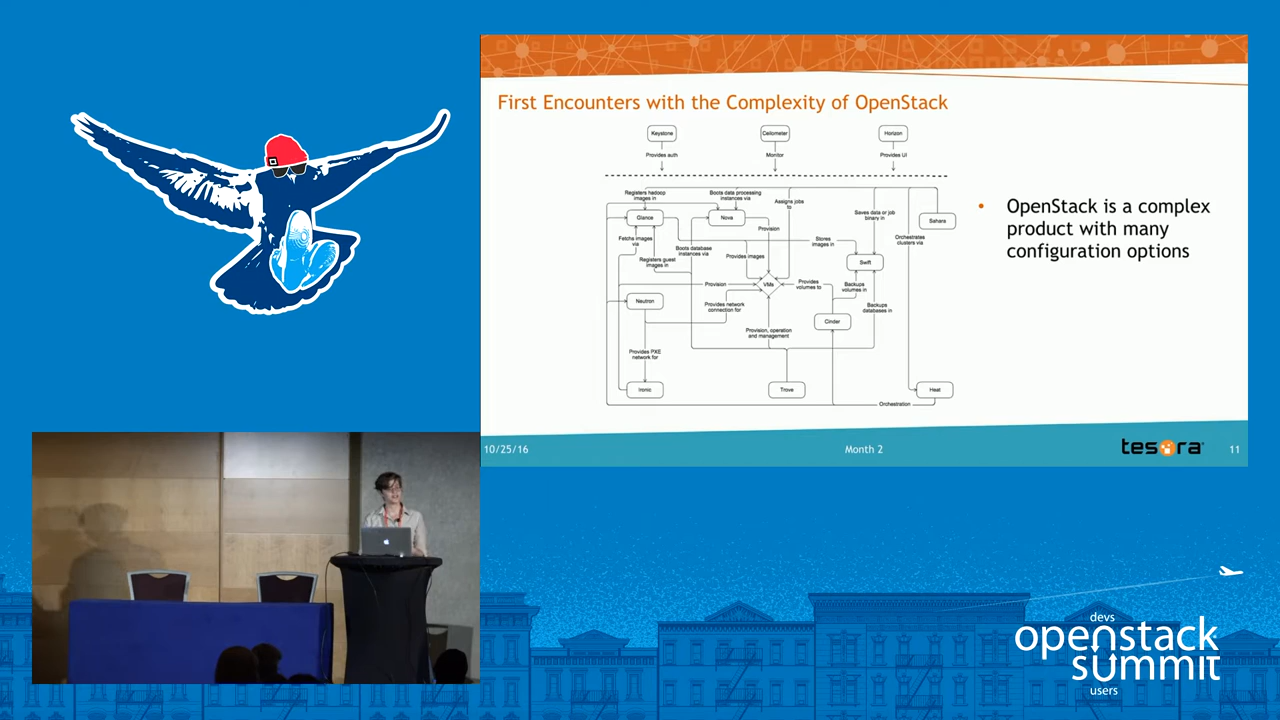 First Encounters with the Complexity of OpenStack
Keystone
Ceilometer
Horizon
Provides auth
Monitor
Provides UI
Registers hadoop
images in
Boots data processing
instances via
Assigns jobs
to
Saves data or job
binary in
Sahara
Glance
Nova
Provision
Orchestrates
clusters via
Fetchs images
via
Boots database
instances via
Stores
images in
Registers guest
images in
Provides images
Swift
Provision
VMs
Provides
volumes to
Backups
volumes in
Neutron
Provides network
connection for
Backups
databases in
Cinder
Provision, operation
and management
Provides PXE
network for
Ironic
Trove
Heat
Orchestration
• OpenStack is a complex
product with many
configuration options
10/25/16
Month 2
tesora
11
devs
openstack
summit
users